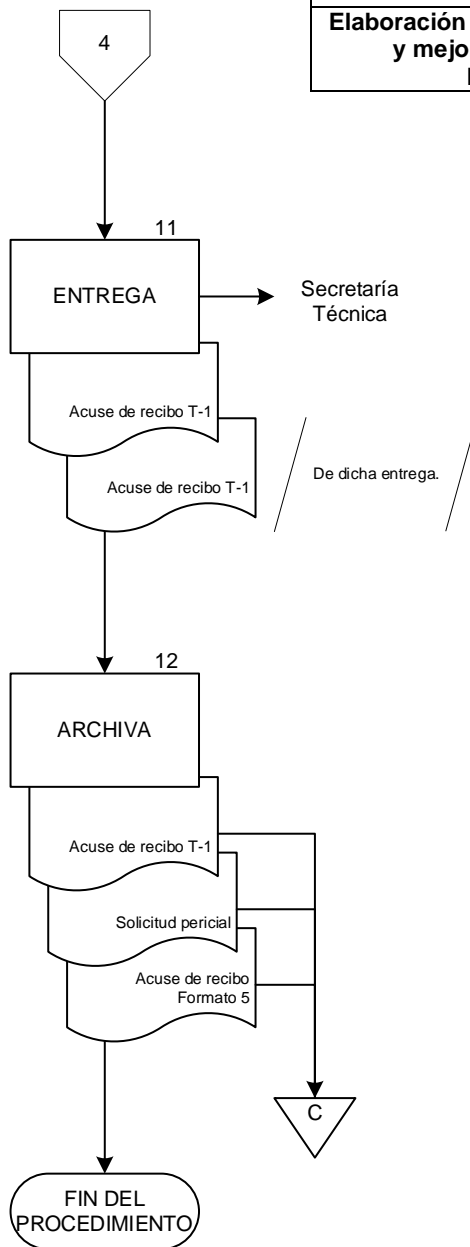 4
Elaboración
y mejo
11
ENTREGA
Secretaría
Técnica
Acuse de recibo T-1
Acuse de recibo T-1
De dicha entrega.
12
ARCHIVA
Acuse de recibo T-1
Solicitud pericial
Acuse de recibo
Formato 5
C
FIN DEL
PROCEDIMIENTO